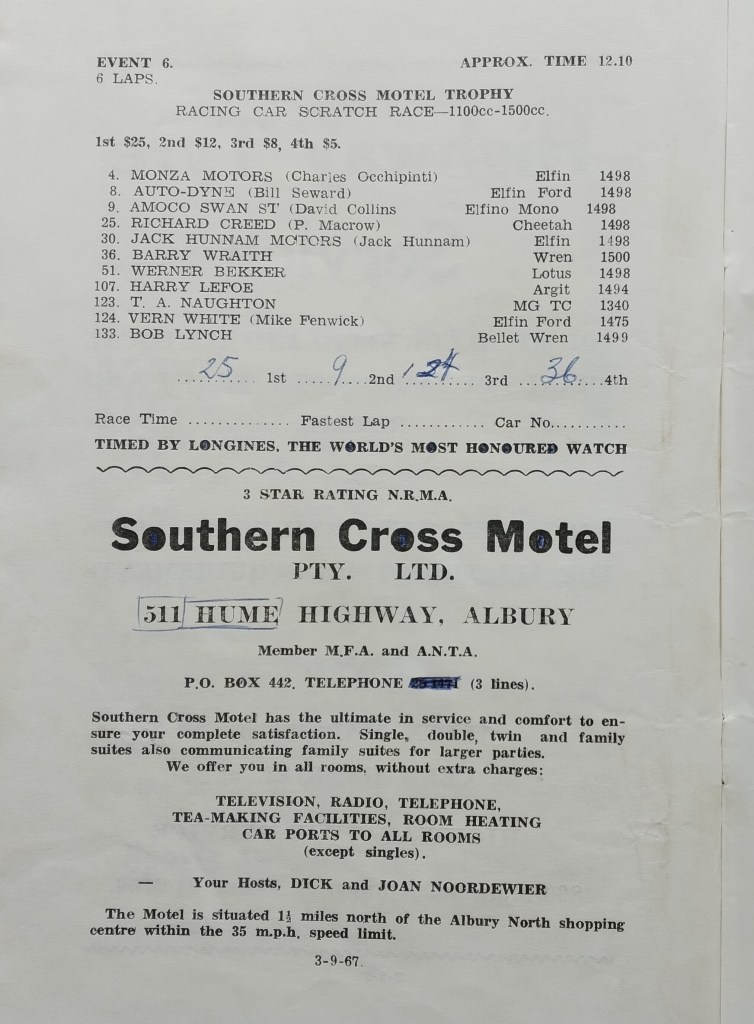 EVENT 6. APPROX. TIME 12.10
6 LAPS.
SOUTHERN CROSS MOTEL TROPHY
RACING CAR SCRATCH RACE—1100cc-1500cc.
1st $25, 2nd $12, 3rd $8, 4th $5.
4. MONZA MOTORS (Charles Occhipinti) Elfin 1498
8. AUTO-DYNE (Bill Seward) Elfin Ford 1498
9. AMOCO SWAN ST (David Collins Elfino Mono 1498
25. RICHARD CREED (P. Macrow) Cheetah 1498
30. JACK HUNNAM MOTORS (Jack Hunnam) Elfin 1498
36. BARRY WRAITH Wren 1500
51. WERNER BEKKER Lotus 1498
107. HARRY LEFOE Argit 1494
123. T. A. NAUGHTON MG TC 1340
124. VERN WHITE (Mike Fenwick) Elfin Ford 1475
133. BOB LYNCH Bellet Wren 1499
25 1st 9 2nd 124 3rd 36 4th
Race Time .............. Fastest Lap ............ Car No...........
TIMED BY LONGINES, THE WORLD'S MOST HONOURED WATCH
3 STAR RATING N.R.M.A.
Southern Cross Motel
PTY. LTD.
511 HUME HIGHWAY, ALBURY
Member M.F.A. and A.N.T.A.
P.O. BOX 442. TELEPHONE (3 lines).
Southern Cross Motel has the ultimate in service and comfort to en-
sure your complete satisfaction. Single, double, twin and family
suites also communicating family suites for larger parties.
We offer you in all rooms, without extra charges:
TELEVISION, RADIO, TELEPHONE,
TEA-MAKING FACILITIES, ROOM HEATING
CAR PORTS TO ALL ROOMS
(except singles).
— Your Hosts, DICK and JOAN NOORDEWIER
The Motel is situated 1½ miles north of the Albury North shopping
centre within the 35 m.p.h. speed limit.
3-9-67.